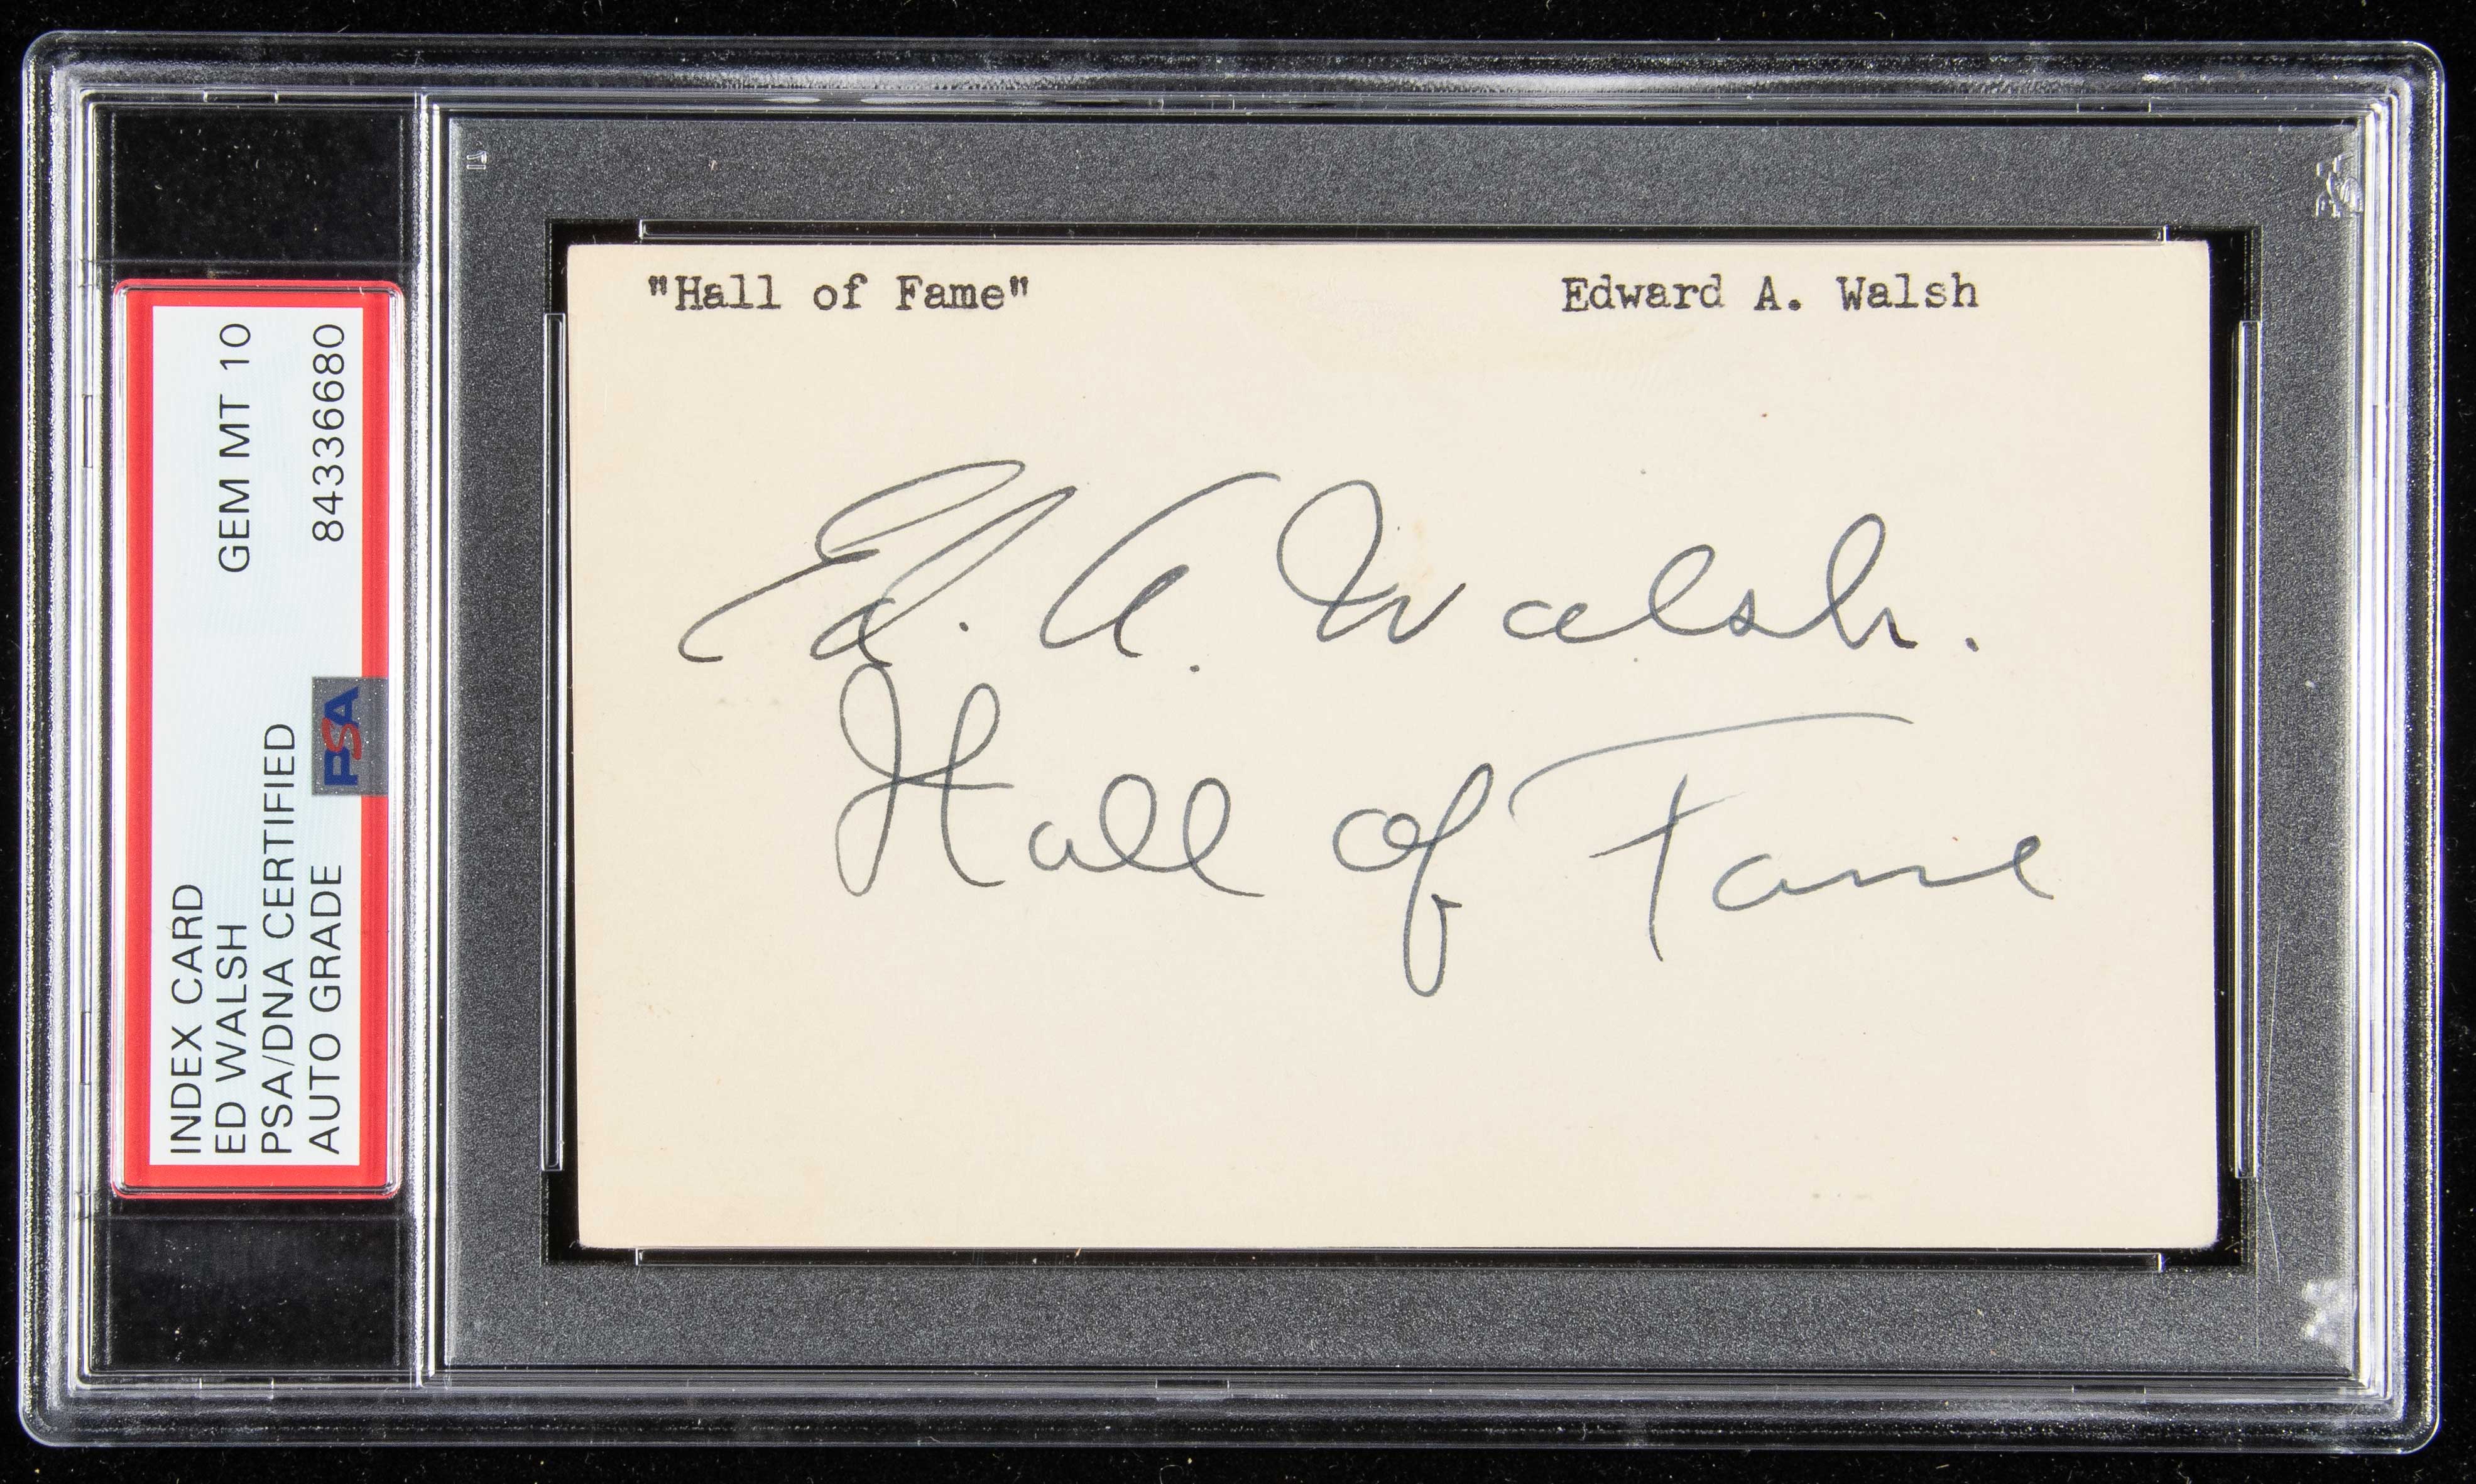 INDEX CARD
ED WALSH
PSA/DNA CERTIFIED
AUTO GRADE
GEM MT 10
84336680
PSA
"Hall of Fame" Edward A. Walsh
Ed. A. Walsh.
Hall of Fame